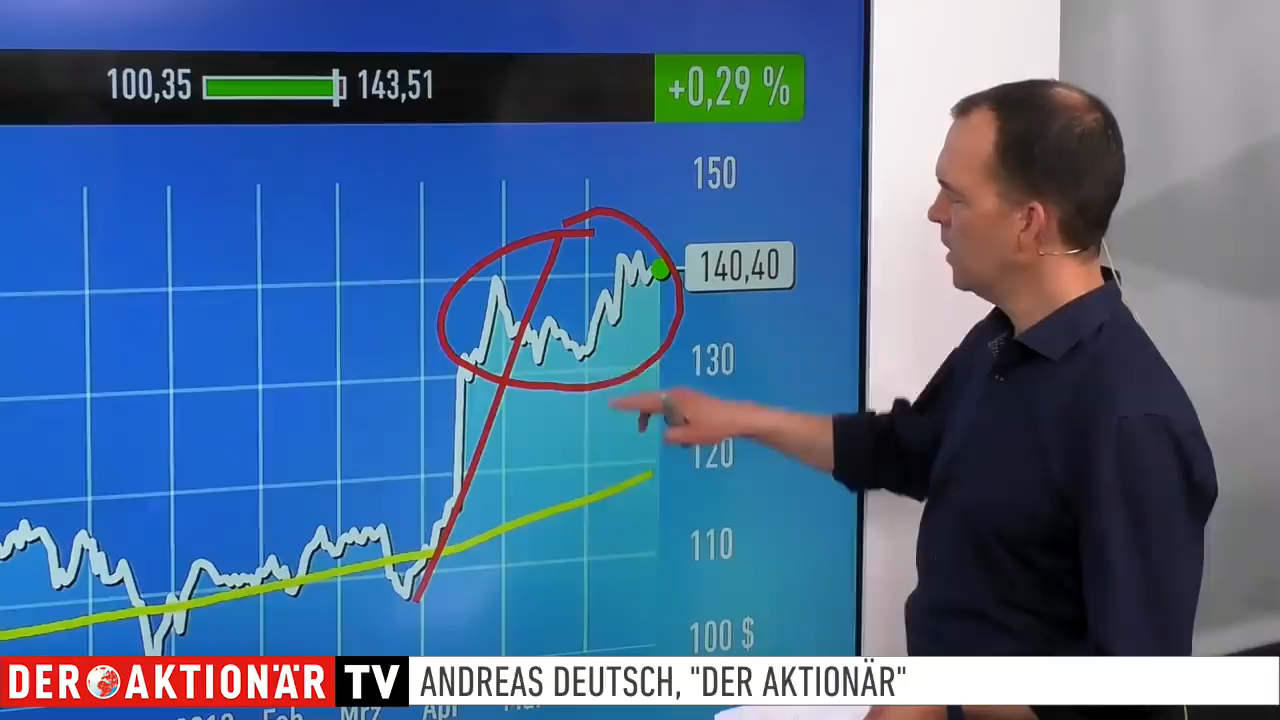 100,35 143,51 +0,29 %
150
140,40
130
120
110
100 $
DER AKTIONÄR TV ANDREAS DEUTSCH, "DER AKTIONÄR"
Feb Mrz Apr